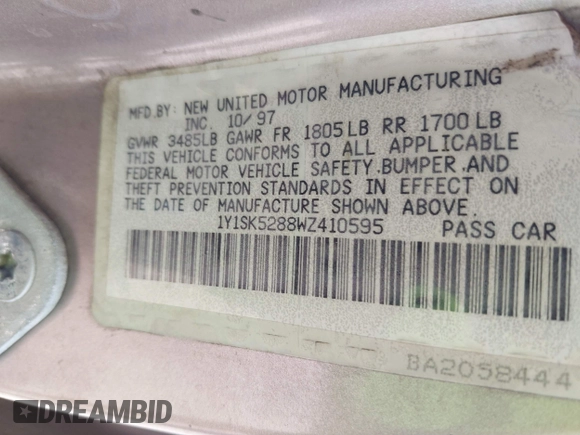 MFD.BY: NEW UNITED MOTOR MANUFACTURING
INC. 10/97
GVWR 3485LB GAWR FR 1805LB RR 1700LB
THIS VEHICLE CONFORMS TO ALL APPLICABLE
FEDERAL MOTOR VEHICLE SAFETY.BUMPER.AND
THEFT PREVENTION STANDARDS IN EFFECT ON
THE DATE OF MANUFACTURE SHOWN ABOVE.
1Y1SK5288WZ410595 PASS CAR
BA2058444
DREAMBID